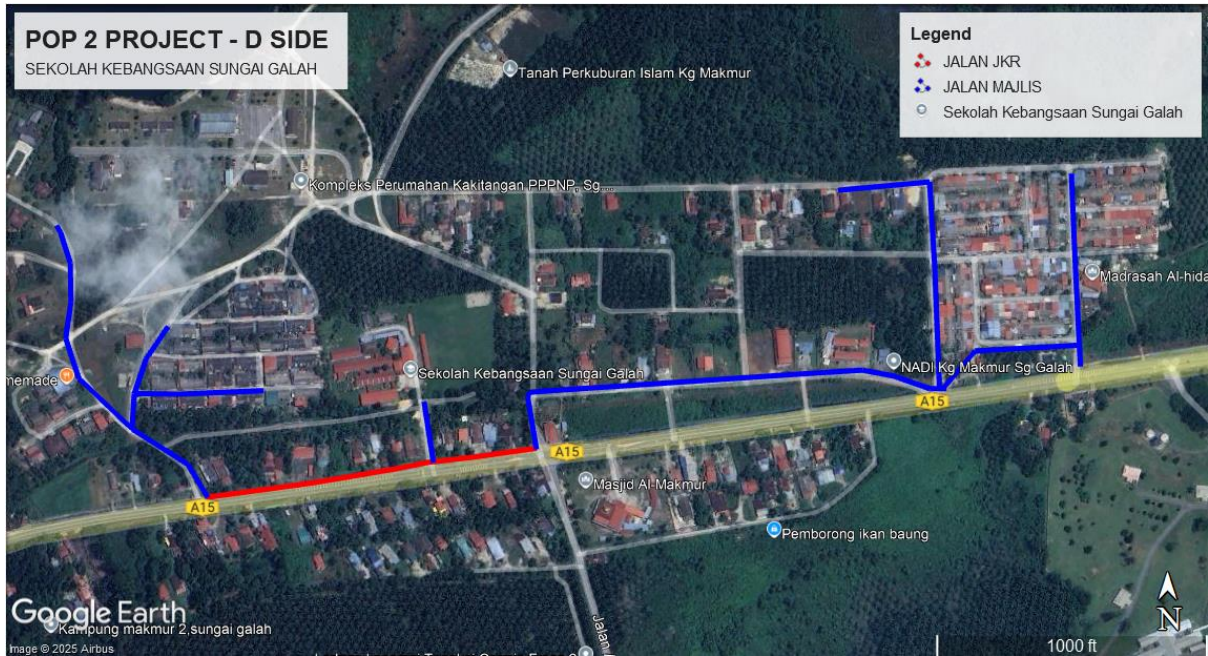 POP 2 PROJECT - D SIDE
SEKOLAH KEBANGSAAN SUNGAI GALAH
Legend
JALAN JKR
JALAN MAJLIS
Sekolah Kebangsaan Sungai Galah
Tanah Perkuburan Islam Kg Makmur
Kompleks Perumahan Kakitangan PPPNP, Sg...
Madrasah Al-hida
memade
Sekolah Kebangsaan Sungai Galah
NADI Kg Makmur Sg Galah
A15
A15
Masjid Al-Makmur
A15
Pemborong ikan baung
Google Earth
Kampung makmur 2,sungai galah
Image © 2025 Airbus
Jalan
1000 ft
N